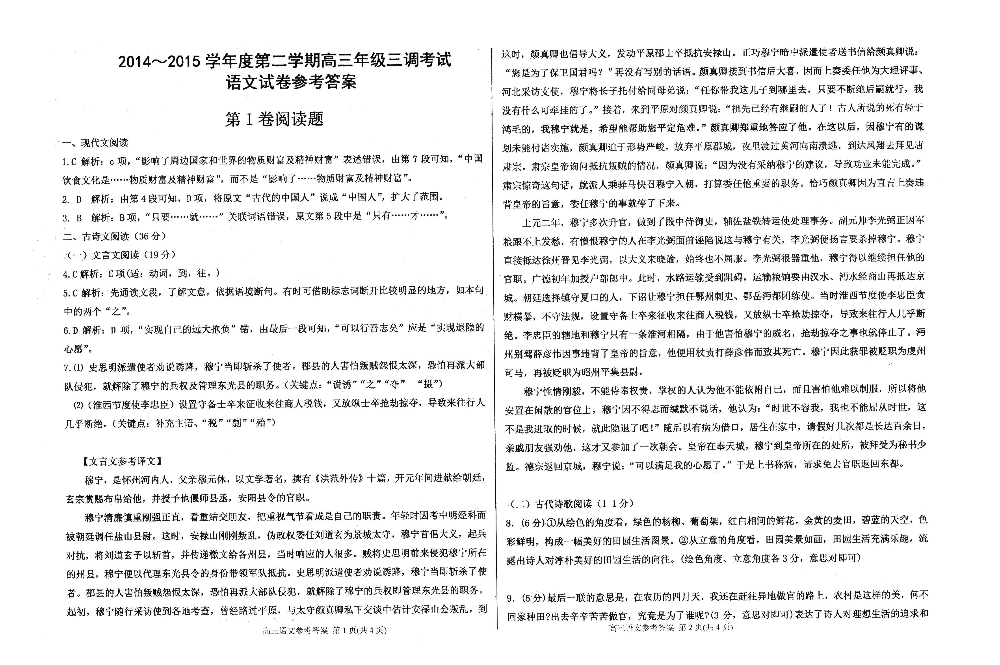 2014～2015 学年度第二学期高三年级三调考试
语文试卷参考答案
第 I 卷阅读题
一、现代文阅读
1.C 解析：c 项，“影响了周边国家和世界的物质财富及精神财富”表述错误，由第 7 段可知，“中国
饮食文化是……物质财富及精神财富”，而不是“影响了……物质财富及精神财富”。
2. D 解析：由第 4 段可知，D 项，将原文“古代的中国人”说成“中国人”，扩大了范围。
3. B 解析：B 项，“只要……就……”关联词语错误，原文第 5 段中是“只有……才……”。
二、古诗文阅读（36 分）
（一）文言文阅读（19 分）
4.C 解析：C 项(适：动词，到，往。)
5.C 解析：先通读文段，了解文意，依据语境断句。有时可借助标志词断开比较明显的地方，如本句
中的两个“之”。
6.D 解析：D 项，“实现自己的远大抱负”错，由最后一段可知，“可以行吾志矣”应是“实现退隐的
心愿”。
7.⑴ 史思明派遣使者劝说诱降，穆宁当即斩杀了使者。郡县的人害怕叛贼怨恨太深，恐怕再派大部
队侵犯，就解除了穆宁的兵权及管理东光县的职务。（关键点：“说诱”“之”“夺” “摄”）
⑵（淮西节度使李忠臣）设置守备士卒来征收来往商人税钱，又放纵士卒抢劫掠夺，导致来往行人
几乎断绝。（关键点：补充主语、“税”“剽”“殆”）
【文言文参考译文】
穆宁，是怀州河内人，父亲穆元休，以文学著名，撰有《洪范外传》十篇，开元年间进献给朝廷，
玄宗赏赐布帛给他，并授予他偃师县丞，安阳县令的官职。
穆宁清廉慎重刚强正直，看重结交朋友，把重视气节看成是自己的职责。年轻时因考中明经科而
被朝廷调任盐山县尉。这时，安禄山刚刚叛乱，伪政权委任刘道玄为景城太守，穆宁首倡大义，起兵
对抗，将刘道玄予以斩首，并传递檄文给各州县，当时响应的人很多。贼将史思明前来侵犯穆宁所在
的州县，穆宁便以代理东光县令的身份带领军队抵抗。史思明派遣使者劝说诱降，穆宁当即斩杀了使
者。郡县的人害怕叛贼怨恨太深，恐怕再派大部队侵犯，就解除了穆宁的兵权即管理东光县的职务。
起初，穆宁随行采访使到各地考查，曾经路过平原，与太守颜真卿私下交谈中估计安禄山会叛乱。到
高三语文参考答案 第 1 页(共 4 页)
这时，颜真卿也倡导大义，发动平原郡士卒抵抗安禄山。正巧穆宁暗中派遣使者送书信给颜真卿说：
“您是为了保卫国君吗？”再没有写别的话语。颜真卿接到书信后大喜，因而上奏委任他为大理评事、
河北采访支使，穆宁将长子托付给同母弟说：“任你带我这儿子到哪里去，只要不断绝后嗣就行，我
没有什么可牵挂的了。”接着，来到平原对颜真卿说：“祖先已经有继嗣的人了！古人所说的死有轻于
鸿毛的，我穆宁就是，希望能帮助您平定危难。”颜真卿郑重地答应了他。在这以后，因穆宁有的谋
划未能付诸实施，颜真卿迫于形势严峻，放弃平原郡城，夜里渡过黄河向南溃逃，到达凤翔去拜见唐
肃宗。肃宗皇帝询问抵抗叛贼的情况，颜真卿说：“因为没有采纳穆宁的建议，导致功业未能完成。”
肃宗惊奇这句话，就派人乘驿马快召穆宁入朝，打算委任他重要的职务。恰巧颜真卿因为直言上奏违
背皇帝的旨意，委任穆宁的事就停了下来。
上元二年，穆宁多次升官，做到了殿中侍御史，辅佐盐铁转运使处理事务。副元帅李光弼正因军
粮跟不上发愁，有憎恨穆宁的人在李光弼面前诬陷说这与穆宁有关，李光弼便扬言要杀掉穆宁。穆宁
直接抵达徐州晋见李光弼，以大义来晓谕，始终也不屈服。李光弼很器重他，穆宁得以继续担任他的
官职。广德初年加授户部郎中。此时，水路运输受到阻碍，运输粮饷要由汉水、沔水经商山再抵达京
城。朝廷选择镇守夏口的人，下诏让穆宁担任鄂州刺史、鄂岳沔都团练使。当时淮西节度使李忠臣贪
财横暴，不守法规，设置守备士卒来征收来往商人税钱，又放纵士卒抢劫掠夺，导致来往行人几乎断
绝。李忠臣的辖地和穆宁只有一条淮河相隔，由于他害怕穆宁的威名，抢劫掠夺之事也就停止了。沔
州别驾薛彦伟因事违背了皇帝的旨意，他便用杖责打薛彦伟而致其死亡。穆宁因此获罪被贬职为虔州
司马，再被贬职为昭州平集县尉。
穆宁性情刚毅，不能侍奉权贵，掌权的人认为他不能依附自己，而且害怕他难以制服，所以将他
安置在闲散的官位上，穆宁因不得志而缄默不说话，他认为：“时世不容我，我也不能屈从时世，这
不是我进取的时候，就此隐退了吧！”随后以有病为借口，居住在家中，请假好几次都是长达百余日，
亲戚朋友强劝他，这才又参加了一次朝会。皇帝在奉天城，穆宁到皇帝所在的处所，被拜受为秘书少
监。德宗返回京城，穆宁说：“可以满足我的心愿了。”于是上书称病，请求免去官职返回东都。
（二）古代诗歌阅读（1 1 分）
8.（6 分)①从绘色的角度看，绿色的杨柳、葡萄架，红白相间的鲜花，金黄的麦田，碧蓝的天空，色
彩鲜明，构成一幅美好的田园生活图景。②从立意的角度看，田园美景如画，田园生活充满乐趣，流
露出诗人对淳朴美好的田园生活的向往。(绘色角度、立意角度各 3 分，意思对即可)
9.（5 分)最后一联的意思是，在农历的四月天，我还在赶往异地做官的路上，农村是这样的美，何不
回家种田?出去辛辛苦苦做官，究竟是为了谁呢?(3 分，意思对即可)表达了诗人对理想生活的追求和
高三语文参考答案 第 2 页(共 4 页)